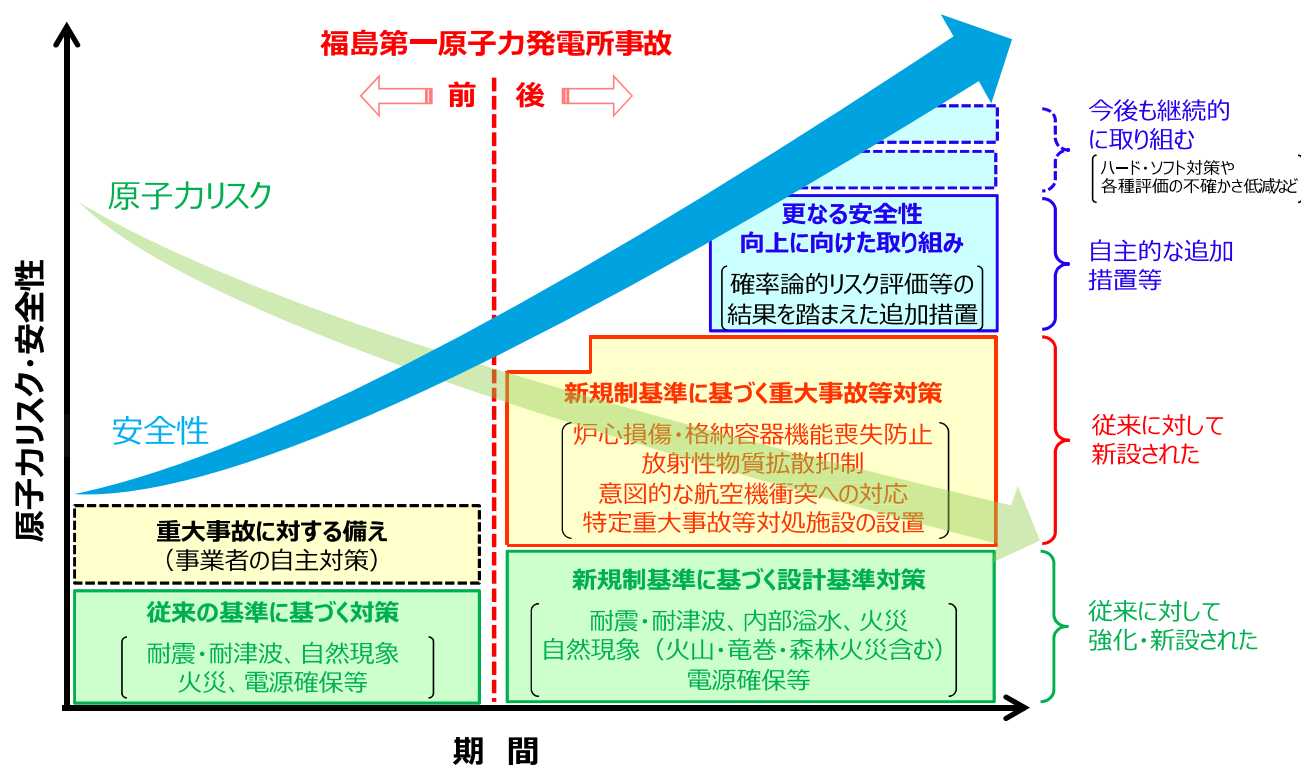 福島第一原子力発電所事故
前 後
原子力リスク
安全性
原子力リスク・安全性
重大事故に対する備え
（事業者の自主対策）
従来の基準に基づく対策
耐震・耐津波、自然現象
火災、電源確保等
更なる安全性
向上に向けた取り組み
確率論的リスク評価等の
結果を踏まえた追加措置
新規制基準に基づく重大事故等対策
炉心損傷・格納容器機能喪失防止
放射性物質拡散抑制
意図的な航空機衝突への対応
特定重大事故等対処施設の設置
新規制基準に基づく設計基準対策
耐震・耐津波、内部溢水、火災
自然現象（火山・竜巻・森林火災含む）
電源確保等
今後も継続的
に取り組む
ハード・ソフト対策や
各種評価の不確かさ低減など
自主的な追加
措置等
従来に対して
新設された
従来に対して
強化・新設された
期 間